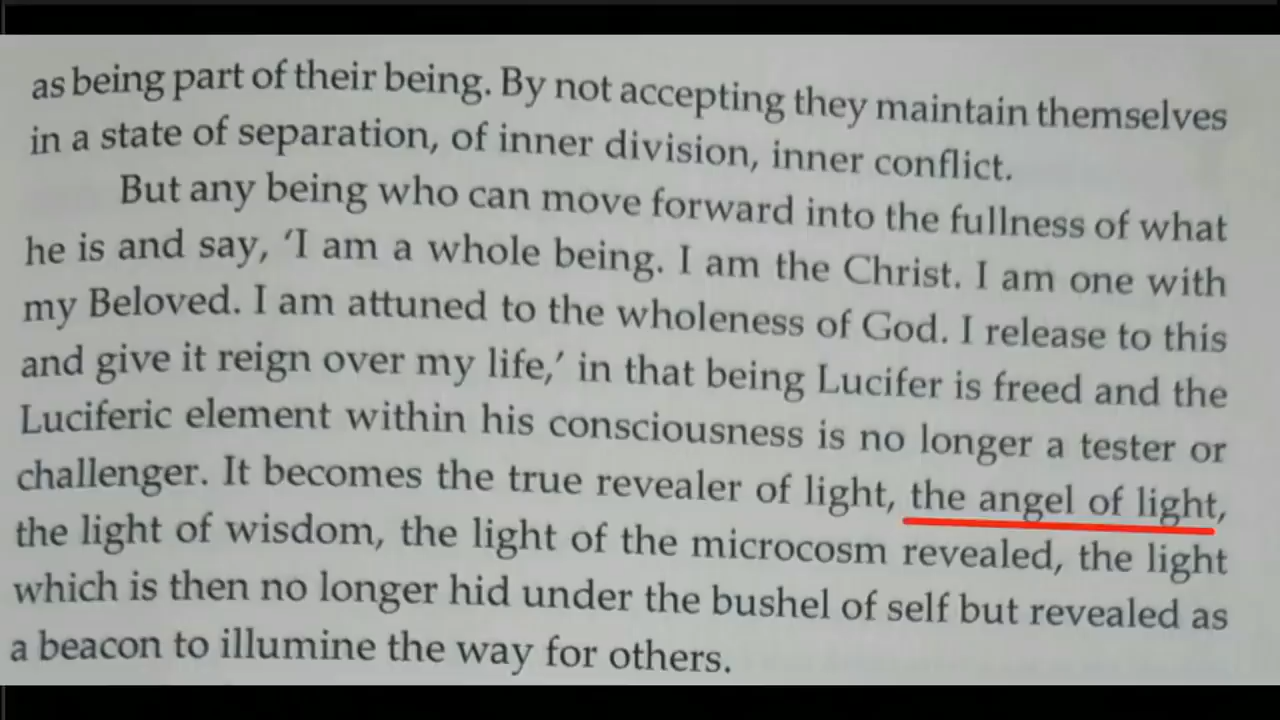 as being part of their being. By not accepting they maintain themselves
in a state of separation, of inner division, inner conflict.
But any being who can move forward into the fullness of what
he is and say, ‘I am a whole being. I am the Christ. I am one with
my Beloved. I am attuned to the wholeness of God. I release to this
and give it reign over my life,’ in that being Lucifer is freed and the
Luciferic element within his consciousness is no longer a tester or
challenger. It becomes the true revealer of light, the angel of light,
the light of wisdom, the light of the microcosm revealed, the light
which is then no longer hid under the bushel of self but revealed as
a beacon to illumine the way for others.